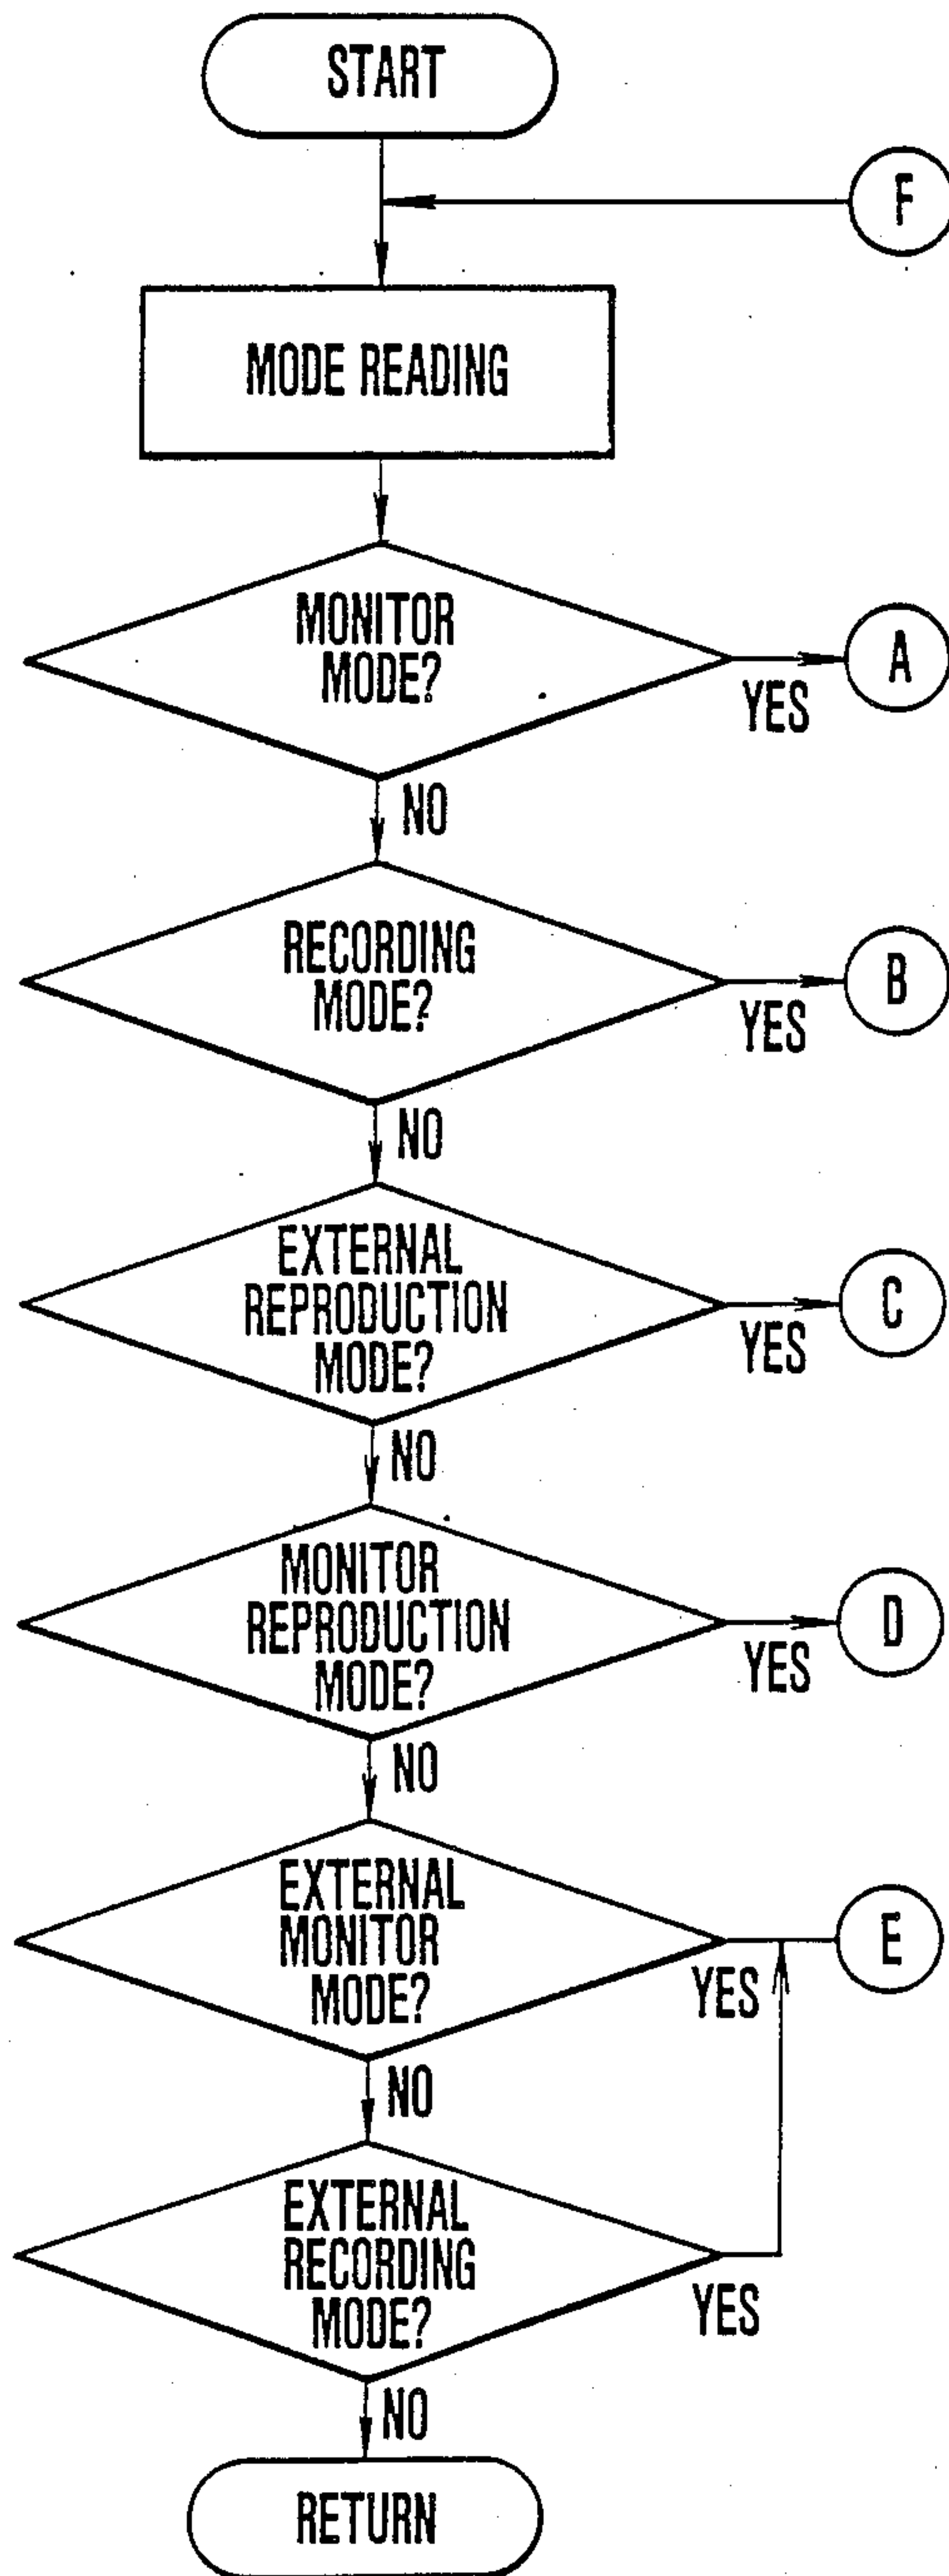 START
F
MODE READING
MONITOR
MODE?
YES
A
NO
RECORDING
MODE?
YES
B
NO
EXTERNAL
REPRODUCTION
MODE?
YES
C
NO
MONITOR
REPRODUCTION
MODE?
YES
D
NO
EXTERNAL
MONITOR
MODE?
YES
E
NO
EXTERNAL
RECORDING
MODE?
YES
NO
RETURN